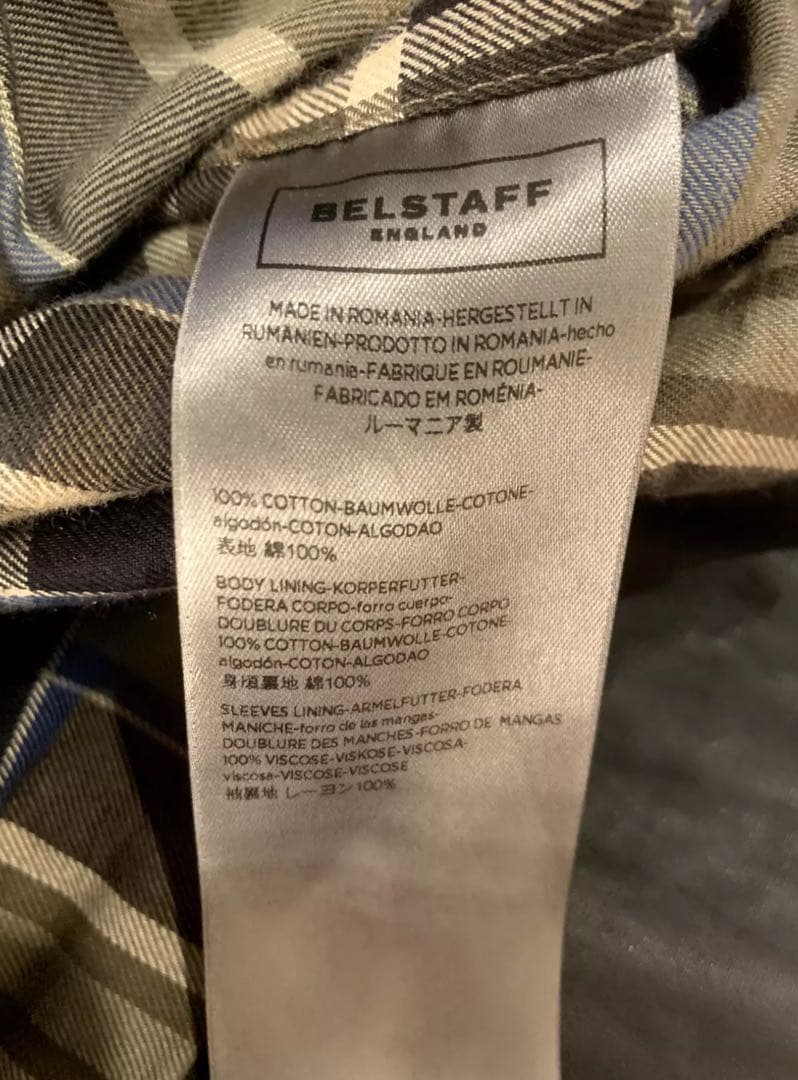 BELSTAFF
ENGLAND
MADE IN ROMANIA-HERGESTELLT IN
RUMÄNIEN-PRODOTTO IN ROMANIA-hecho
en rumania-FABRIQUE EN ROUMANIE-
FABRICADO EM ROMÉNIA-
ルーマニア製
100% COTTON-BAUMWOLLE-COTONE-
algodón-COTON-ALGODAO
表地 綿100%
BODY LINING-KORPERFUTTER-
FODERA CORPO-forro cuerpo-
DOUBLURE DU CORPS-FORRO CORPO
100% COTTON-BAUMWOLLE-COTONE-
algodón-COTON-ALGODAO
身頃裏地 綿100%
SLEEVES LINING-ARMELFUTTER-FODERA
MANICHE-forro de las mangas-
DOUBLURE DES MANCHES-FORRO DE MANGAS
100% VISCOSE-VISKOSE-VISCOSA-
viscosa-VISCOSE-VISCOSE
袖裏地 レーヨン100%